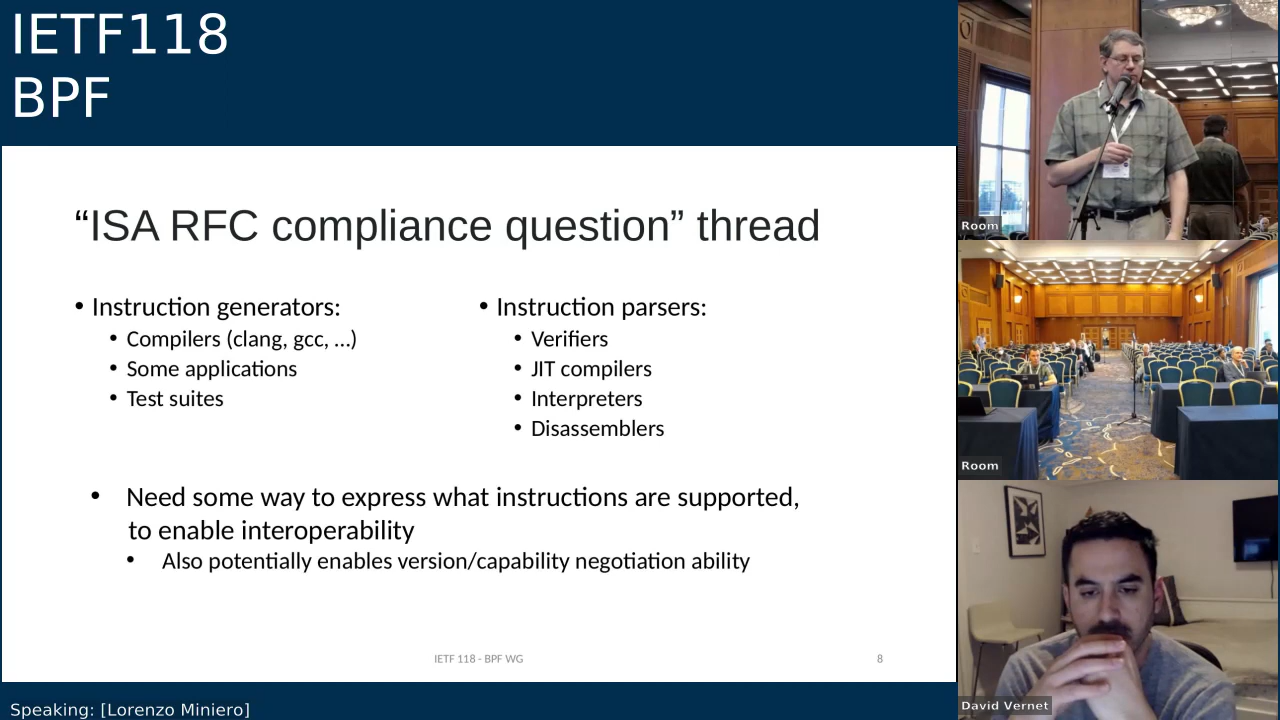 IETF118
BPF
“ISA RFC compliance question” thread
• Instruction generators:
• Compilers (clang, gcc, …)
• Some applications
• Test suites
• Instruction parsers:
• Verifiers
• JIT compilers
• Interpreters
• Disassemblers
• Need some way to express what instructions are supported,
to enable interoperability
• Also potentially enables version/capability negotiation ability
IETF 118 - BPF WG
8
Speaking: [Lorenzo Miniero]
Room
Room
David Vernet